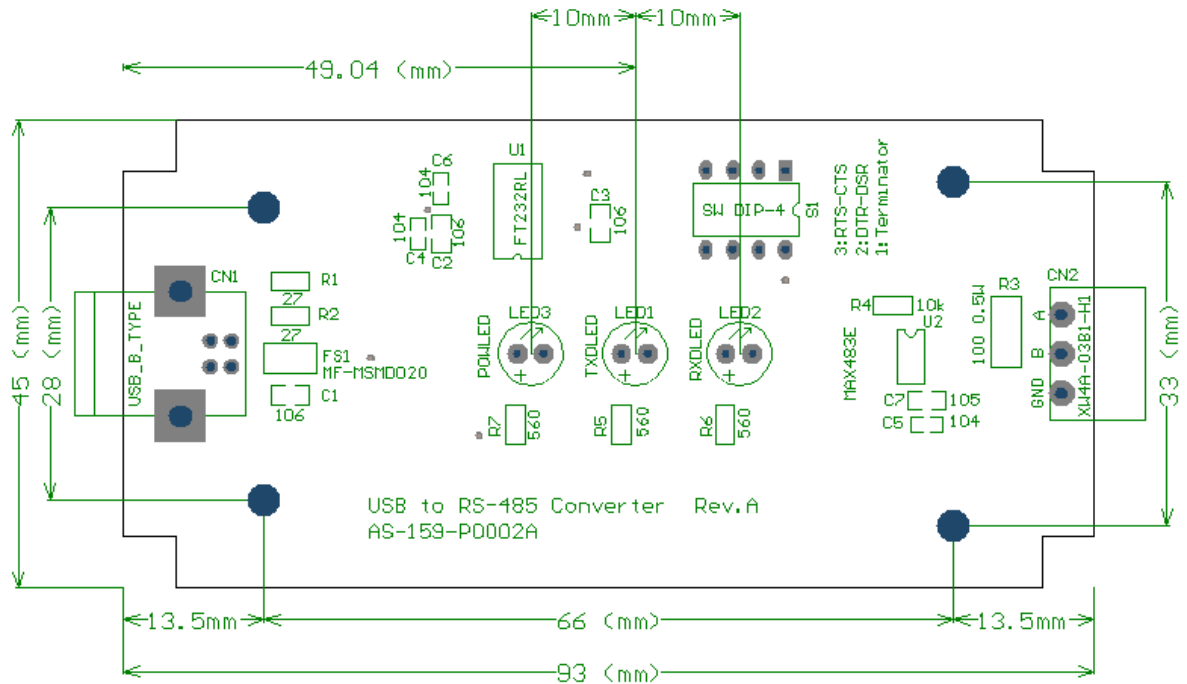 10mm
10mm
49.04 (mm)
U1
C6
104
FT232RL
C3
106
SW DIP-4
S1
3:RTS-CTS
2:DTR-DSR
1:Terminator
104
C4
106
C2
CN1
USB_B_TYPE
R1
27
R2
27
FS1
MF-MSMD020
C1
106
LED3
POWLED
+
LED1
TXDLED
+
LED2
RXDLED
+
R7
560
R5
560
R6
560
R4
10k
U2
MAX483E
C7
105
C5
104
R3
100 0.5W
CN2
A
B
GND
XW4A-03B1-H1
45 (mm)
28 (mm)
33 (mm)
USB to RS-485 Converter Rev.A
AS-159-P0002A
13.5mm
66 (mm)
13.5mm
93 (mm)